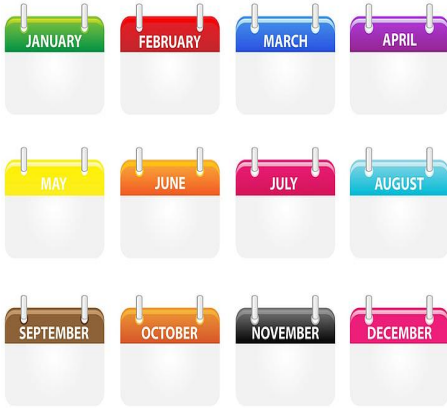 JANUARY
FEBRUARY
MARCH
APRIL
MAY
JUNE
JULY
AUGUST
SEPTEMBER
OCTOBER
NOVEMBER
DECEMBER